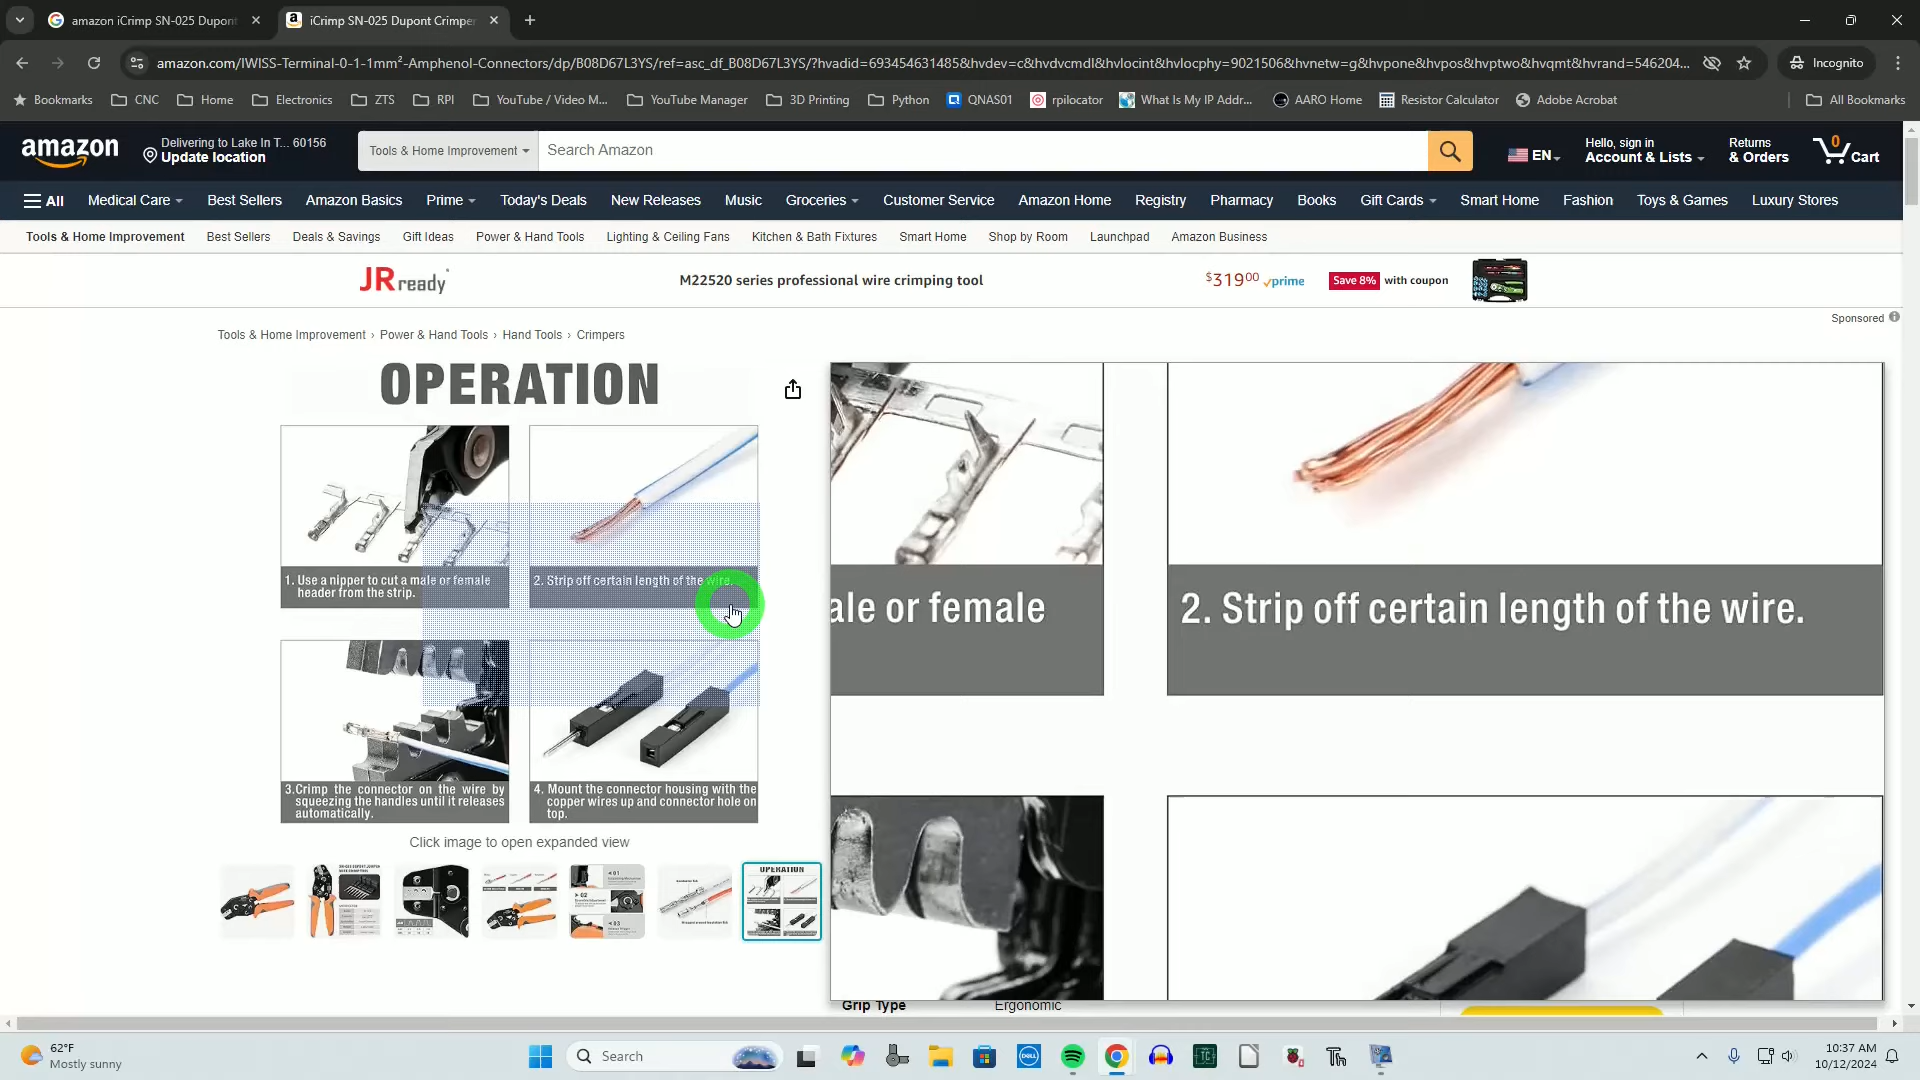 amazon iCrimp SN-025 Dupont
iCrimp SN-025 Dupont Crimper
amazon.com/IWISS-Terminal-0-1-1mm²-Amphenol-Connectors/dp/B08D67L3YS/ref=asc_df_B08D67L3YS/?hvadid=693454631485&hvdev=c&hvdvcmdl&hvlocint&hvlocphy=9021506&hvnetw=g&hvpone&hvpos&hvptwo&hvqmt&hvrand=546204...
Incognito
Bookmarks CNC Home Electronics ZTS RPI YouTube / Video M... YouTube Manager 3D Printing Python QNAS01 rpilocator What Is My IP Addr... AARO Home Resistor Calculator Adobe Acrobat All Bookmarks
amazon
Delivering to Lake In T... 60156
Update location
Tools & Home Improvement
Search Amazon
EN
Hello, sign in
Account & Lists
Returns
& Orders
0
Cart
All Medical Care Best Sellers Amazon Basics Prime Today's Deals New Releases Music Groceries Customer Service Amazon Home Registry Pharmacy Books Gift Cards Smart Home Fashion Toys & Games Luxury Stores
Tools & Home Improvement Best Sellers Deals & Savings Gift Ideas Power & Hand Tools Lighting & Ceiling Fans Kitchen & Bath Fixtures Smart Home Shop by Room Launchpad Amazon Business
JRready
M22520 series professional wire crimping tool
$319.00 prime
Save 8% with coupon
Sponsored
Tools & Home Improvement › Power & Hand Tools › Hand Tools › Crimpers
OPERATION
1. Use a nipper to cut a male or female
header from the strip.
2. Strip off certain length of the wire.
3.Crimp the connector on the wire by
squeezing the handles until it releases
automatically.
4. Mount the connector housing with the
copper wires up and connector hole on
top.
ale or female
2. Strip off certain length of the wire.
Click image to open expanded view
OPERATION
Grip Type Ergonomic
62°F
Mostly sunny
Search
10:37 AM
10/12/2024